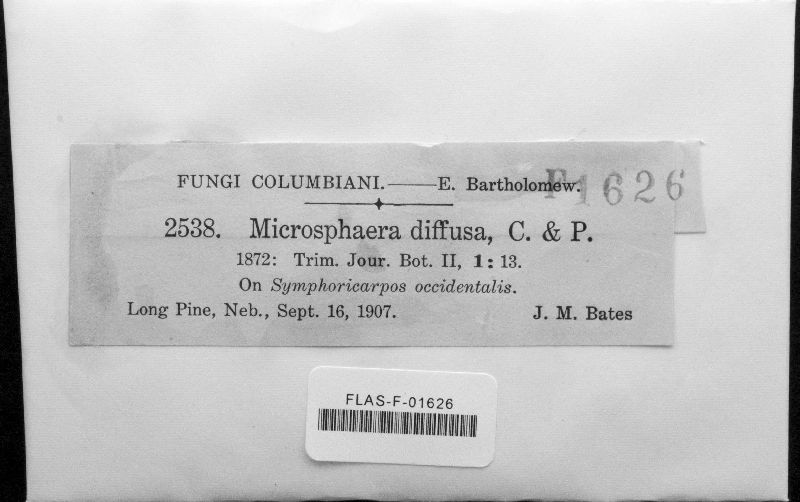 FUNGI COLUMBIANI.——E. Bartholomew.
F1626
2538. Microsphaera diffusa, C. & P.
1872: Trim. Jour. Bot. II, 1: 13.
On Symphoricarpos occidentalis.
Long Pine, Neb., Sept. 16, 1907. J. M. Bates
FLAS-F-01626